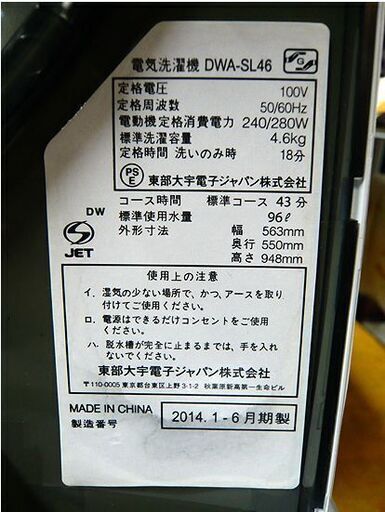 電気洗濯機 DWA-SL46
定格電圧 100V
定格周波数 50/60Hz
電動機定格消費電力 240/280W
標準洗濯容量 4.6kg
定格時間 洗いのみ時 18分
PS
E
東部大宇電子ジャパン株式会社
コース時間 標準コース 43分
標準使用水量 96ℓ
外形寸法 幅 563mm
奥行 550mm
高さ 948mm
DW
S
JET
使用上の注意
イ. 湿気の少ない場所で、かつ、アースを取り
付けてご使用ください。
ロ. 電源はできるだけコンセントをご使用
ください。
ハ. 脱水槽が完全に止まるまでは、手を入れ
ないでください。
東部大宇電子ジャパン株式会社
〒110-0005 東京都台東区上野3-1-2 秋葉原新高第一生命ビル
MADE IN CHINA
製造番号
2014. 1 - 6 月期製